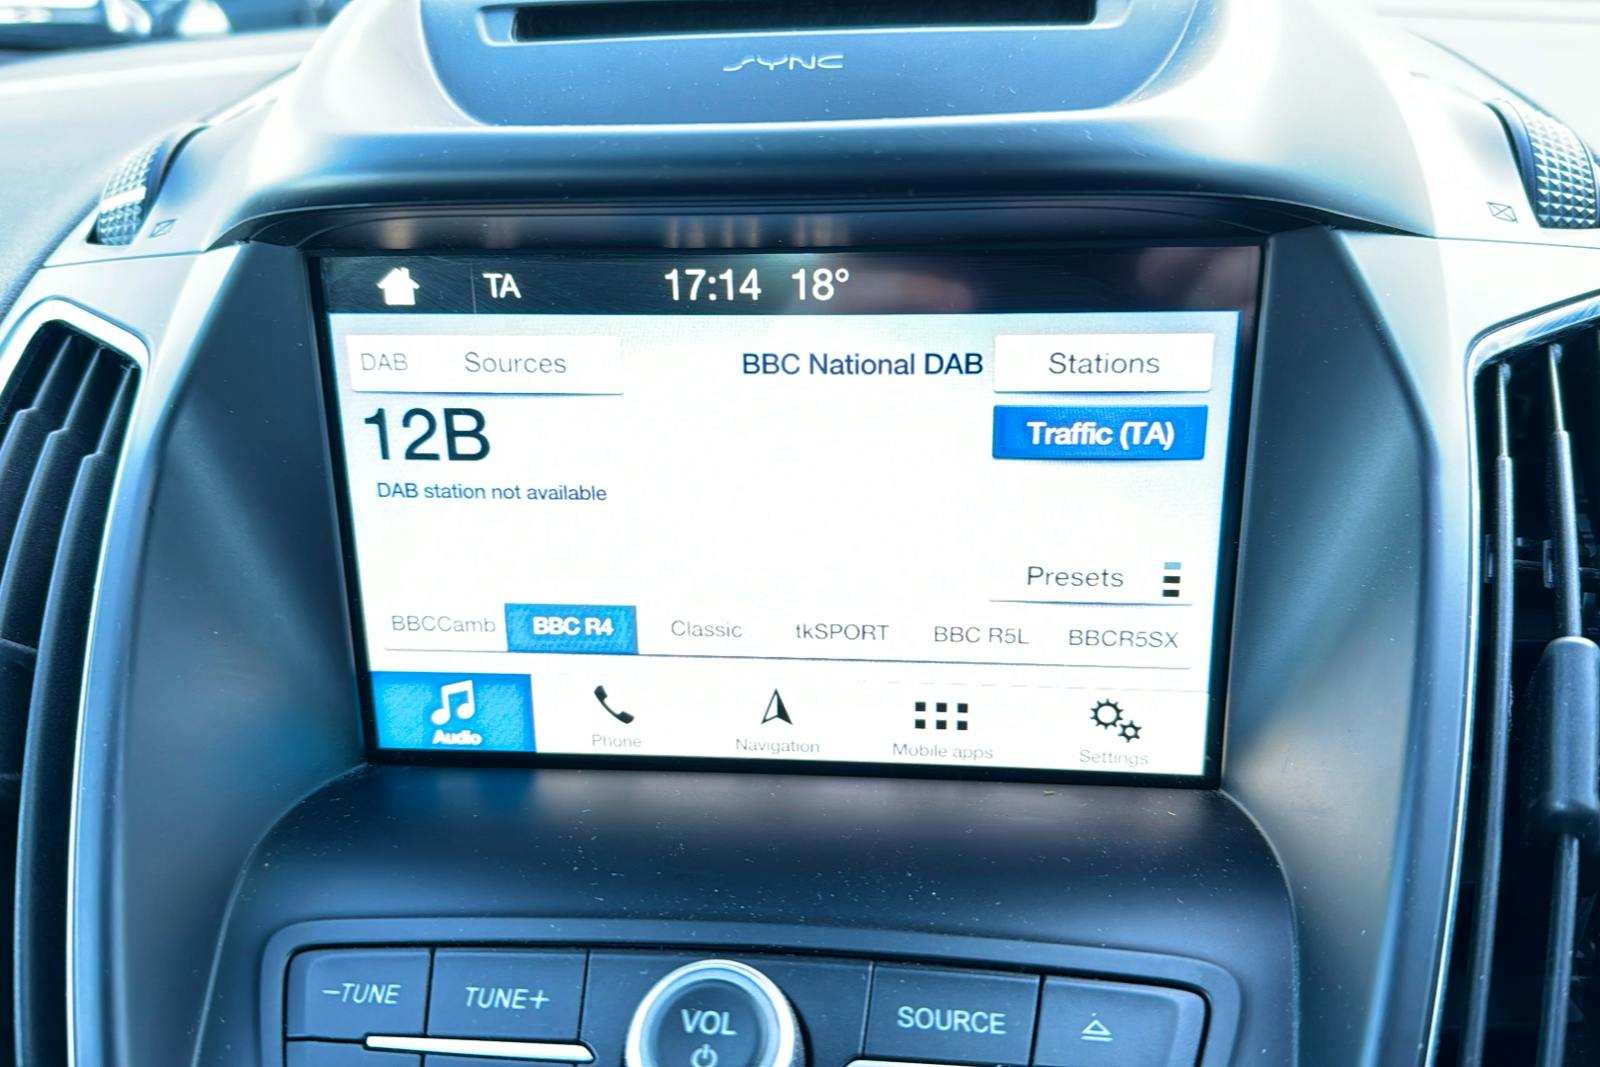 SYNC
TA 17:14 18°
DAB Sources BBC National DAB Stations
12B Traffic (TA)
DAB station not available
Presets
BBCCamb BBC R4 Classic tkSPORT BBC R5L BBCR5SX
Audio Phone Navigation Mobile apps Settings
-TUNE TUNE+ VOL SOURCE